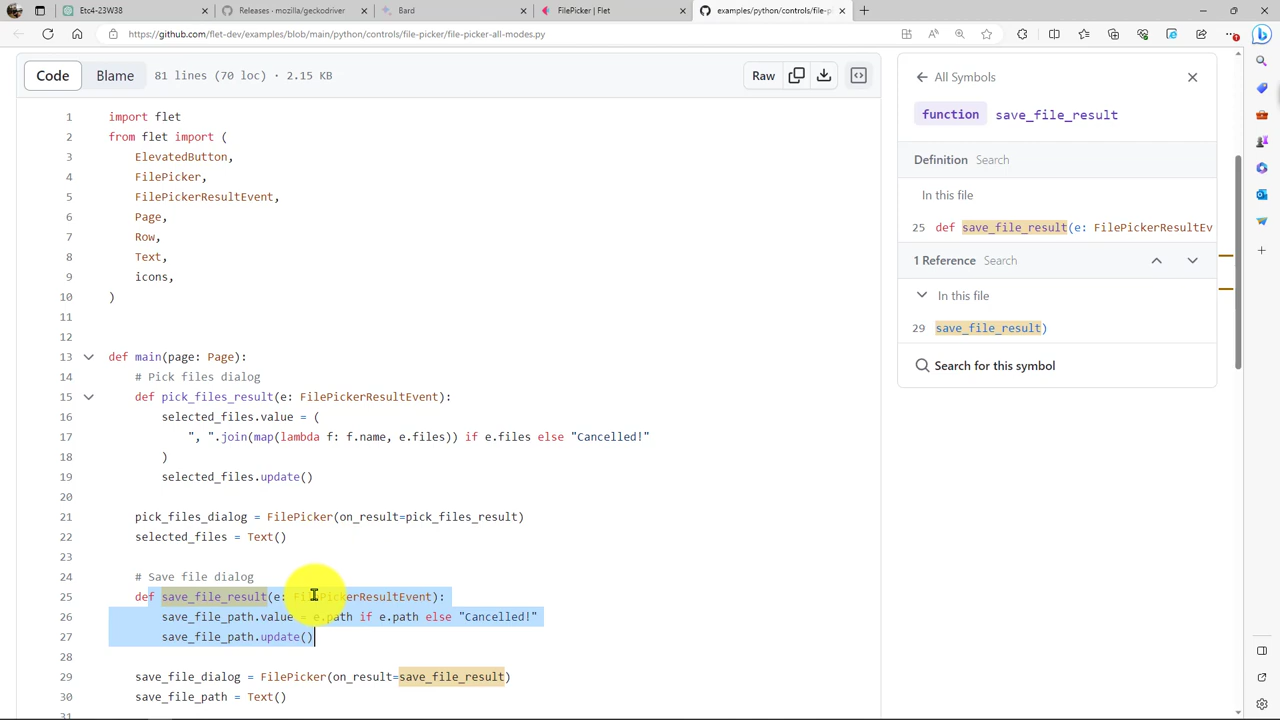 Etc4-23W38
Releases · mozilla/geckodriver
Bard
FilePicker | Flet
examples/python/controls/file-p
https://github.com/flet-dev/examples/blob/main/python/controls/file-picker/file-picker-all-modes.py
Code
Blame
81 lines (70 loc) · 2.15 KB
Raw
1 import flet
2 from flet import (
3 ElevatedButton,
4 FilePicker,
5 FilePickerResultEvent,
6 Page,
7 Row,
8 Text,
9 icons,
10 )
11
12
13 def main(page: Page):
14 # Pick files dialog
15 def pick_files_result(e: FilePickerResultEvent):
16 selected_files.value = (
17 ", ".join(map(lambda f: f.name, e.files)) if e.files else "Cancelled!"
18 )
19 selected_files.update()
20
21 pick_files_dialog = FilePicker(on_result=pick_files_result)
22 selected_files = Text()
23
24 # Save file dialog
25 def save_file_result(e: FilePickerResultEvent):
26 save_file_path.value = e.path if e.path else "Cancelled!"
27 save_file_path.update()
28
29 save_file_dialog = FilePicker(on_result=save_file_result)
30 save_file_path = Text()
31
All Symbols
function save_file_result
Definition Search
In this file
25 def save_file_result(e: FilePickerResultEv
1 Reference Search
In this file
29 save_file_result)
Search for this symbol